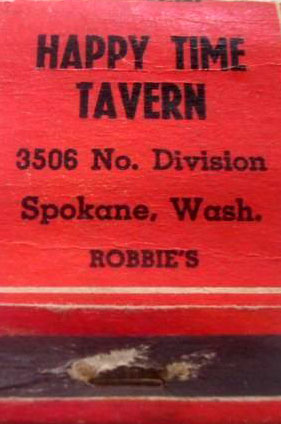 HAPPY TIME
TAVERN
3506 No. Division
Spokane, Wash.
ROBBIE'S